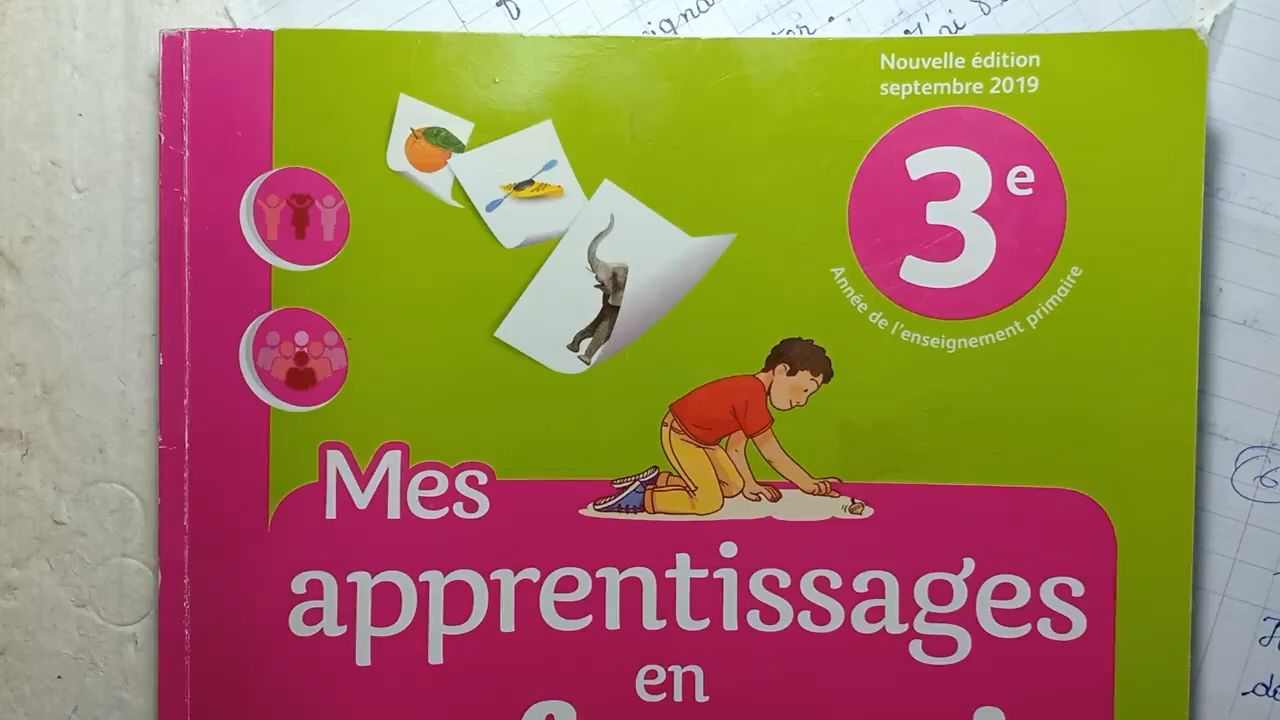 Nouvelle édition
septembre 2019
3e
Année de l'enseignement primaire
Mes
apprentissages
en